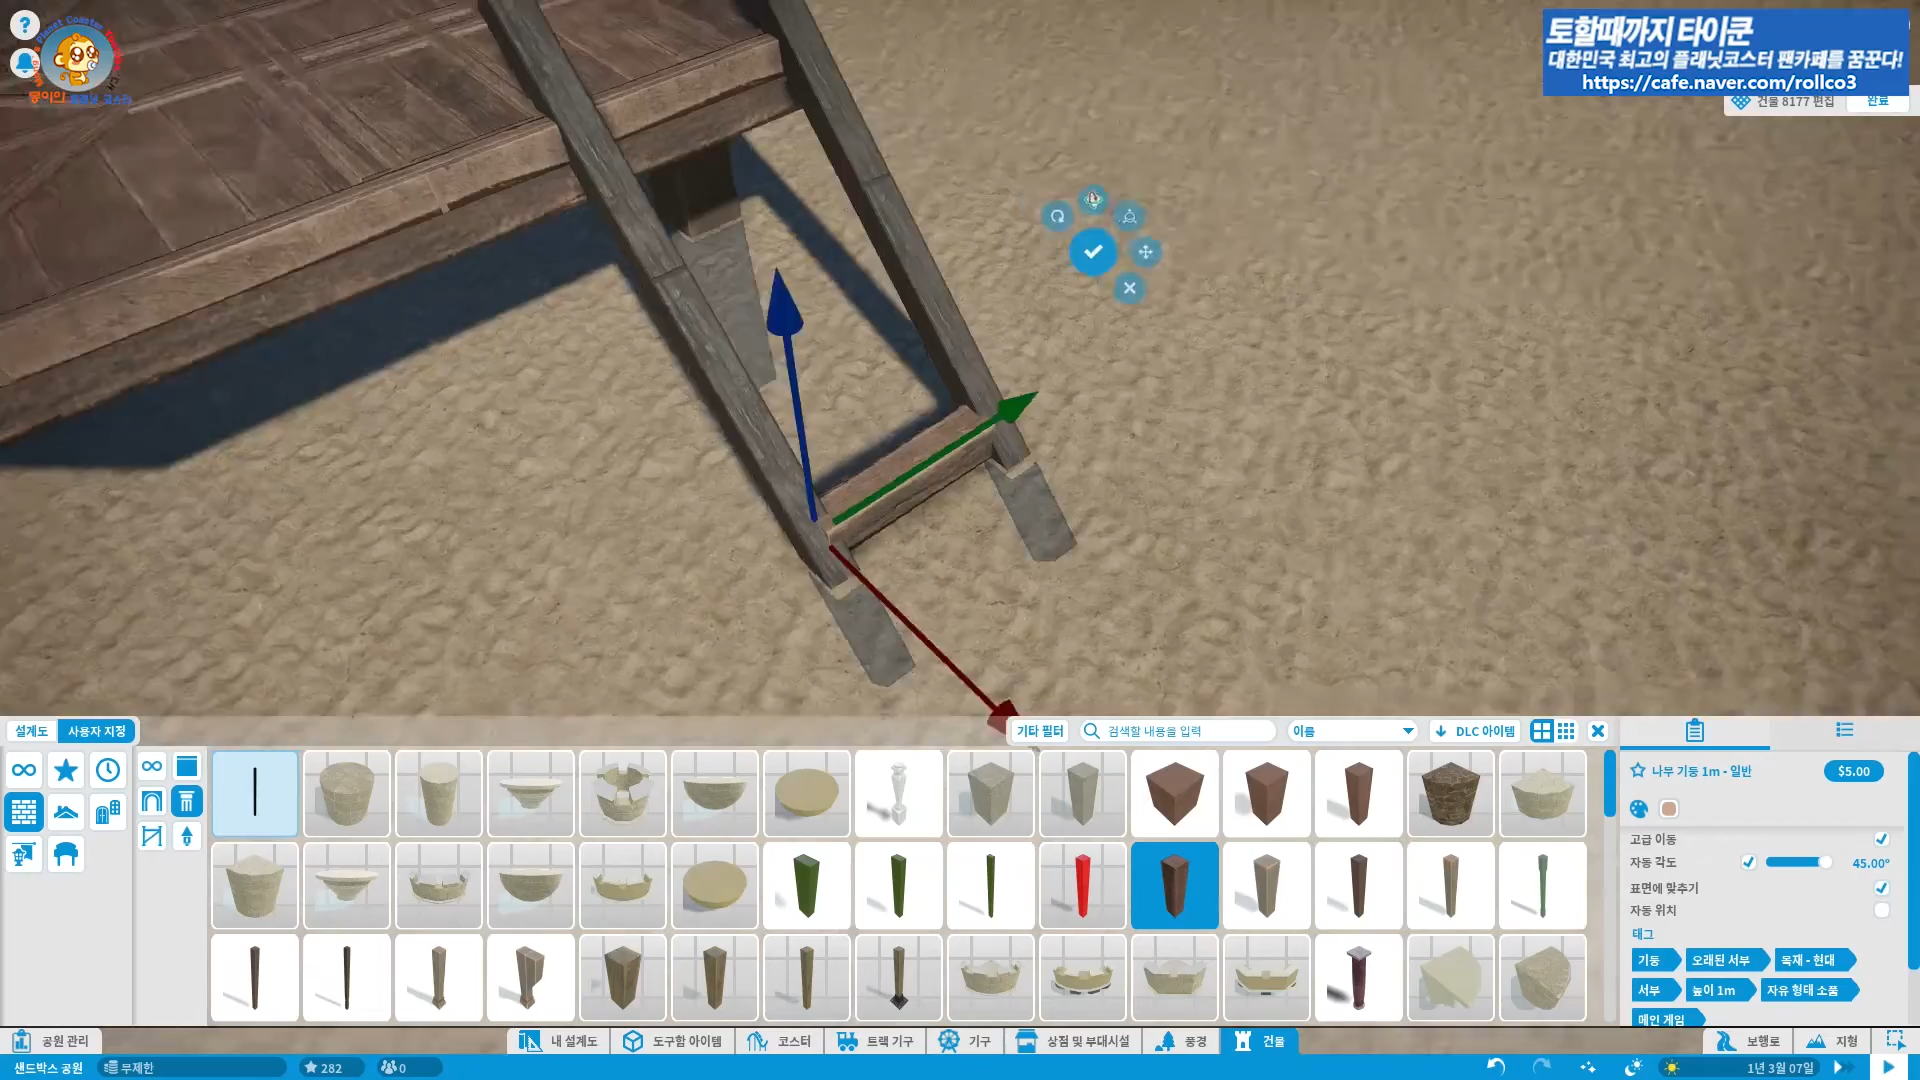 토할때까지 타이쿤
대한민국 최고의 플래닛코스터 팬카페를 꿈꾼다!
https://cafe.naver.com/rollco3
건물 8177 편집
완료
설계도
사용자 지정
기타 필터
검색할 내용을 입력
이름
DLC 아이템
나무 기둥 1m - 일반
$5.00
고급 이동
자동 각도
45.00°
표면에 맞추기
자동 위치
태그
기둥
오래된 서부
목재 - 현대
서부
높이 1m
자유 형태 소품
메인 게임
공원 관리
내 설계도
도구함 아이템
코스터
트랙 기구
기구
상점 및 부대시설
풍경
건물
보행로
지형
샌드박스 공원
무제한
282
0
1년 3월 07일